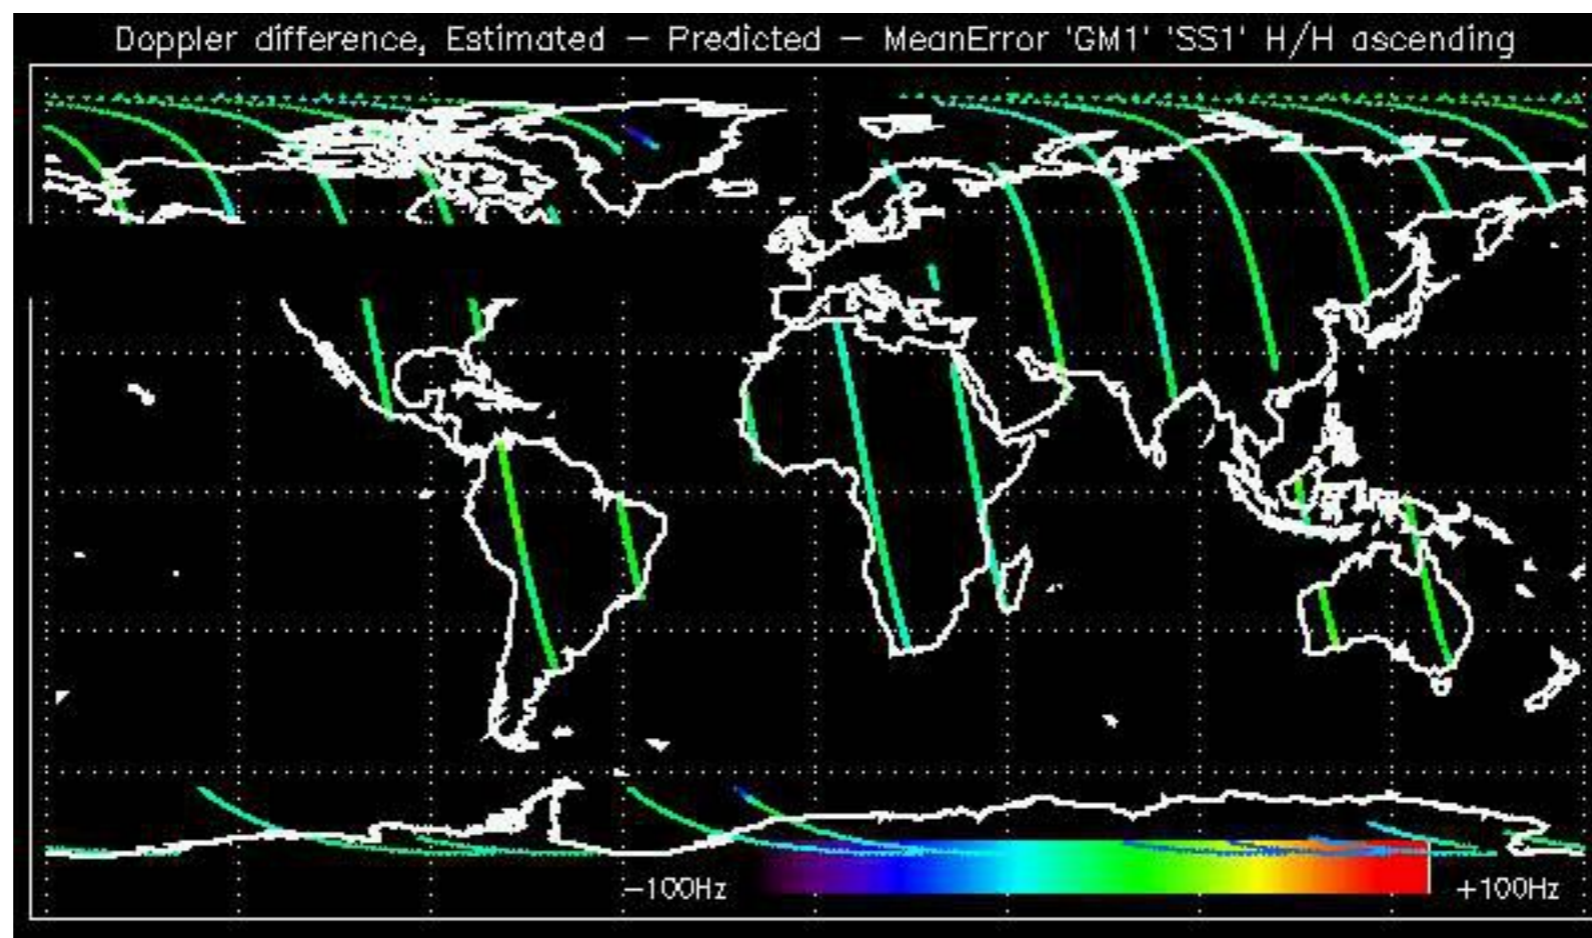 Doppler difference, Estimated – Predicted – MeanError 'GM1' 'SS1' H/H ascending
–100Hz
+100Hz